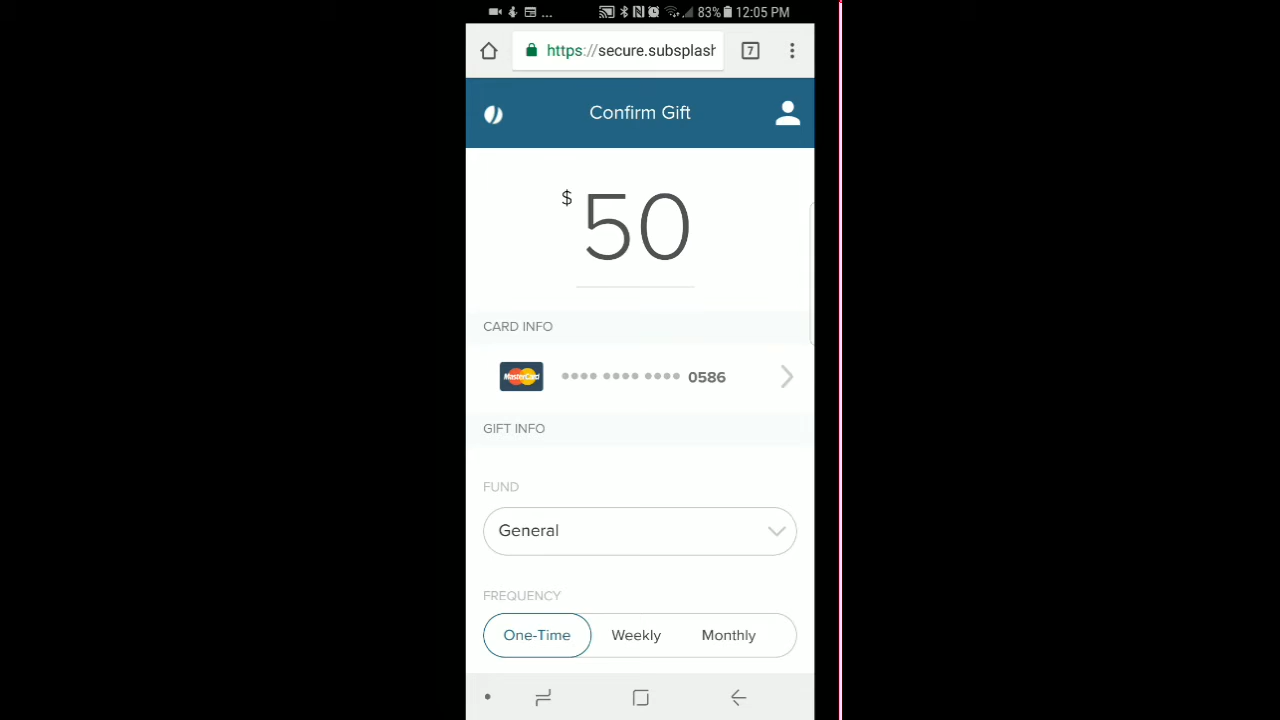 ... 83% 12:05 PM
https://secure.subsplash
7
Confirm Gift
$ 50
CARD INFO
MasterCard •••• •••• •••• 0586
GIFT INFO
FUND
General
FREQUENCY
One-Time Weekly Monthly